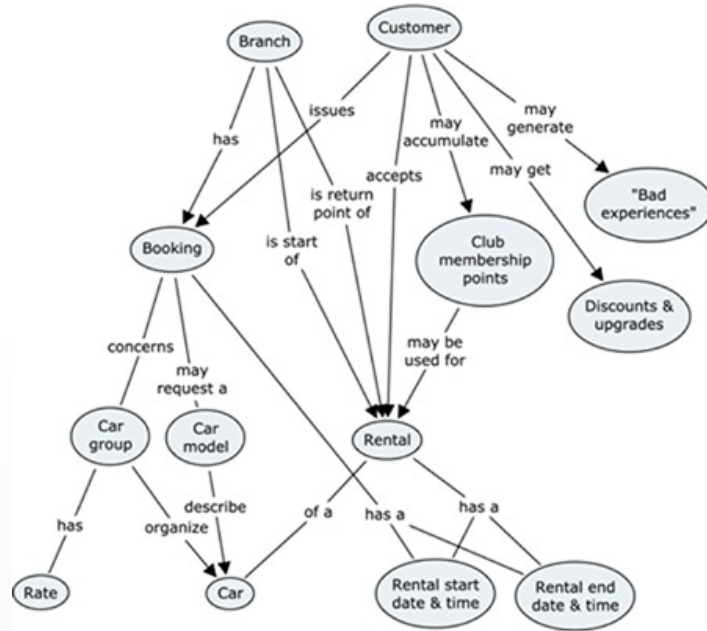 Branch
Customer
issues
has
may
accumulate
may
generate
accepts
may get
is return
point of
is start
of
"Bad
experiences"
Booking
Club
membership
points
Discounts &
upgrades
concerns
may
request a
may be
used for
Car
group
Car
model
Rental
has
organize
describe
of a
has a
has a
Rate
Car
Rental start
date & time
Rental end
date & time